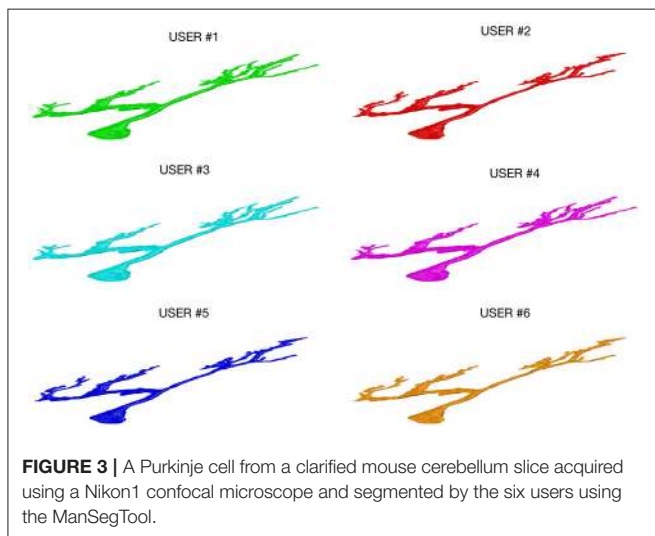 USER #1
USER #2
USER #3
USER #4
USER #5
USER #6
FIGURE 3 | A Purkinje cell from a clarified mouse cerebellum slice acquired
using a Nikon1 confocal microscope and segmented by the six users using
the ManSegTool.